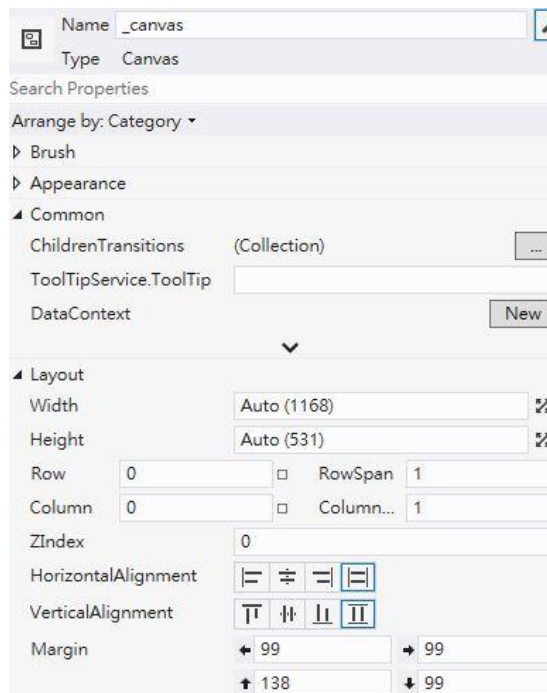 Name _canvas
Type Canvas
Search Properties
Arrange by: Category
Brush
Appearance
Common
ChildrenTransitions (Collection) ...
ToolTipService.ToolTip
DataContext New
Layout
Width Auto (1168)
Height Auto (531)
Row 0 RowSpan 1
Column 0 Column... 1
ZIndex 0
HorizontalAlignment
VerticalAlignment
Margin 99 99
138 99